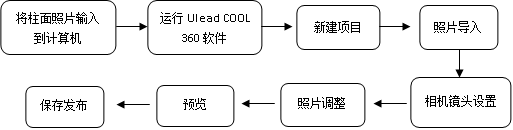 将柱面照片输入
到计算机
运行 Ulead COOL
360 软件
新建项目
照片导入
相机镜头设置
照片调整
预览
保存发布